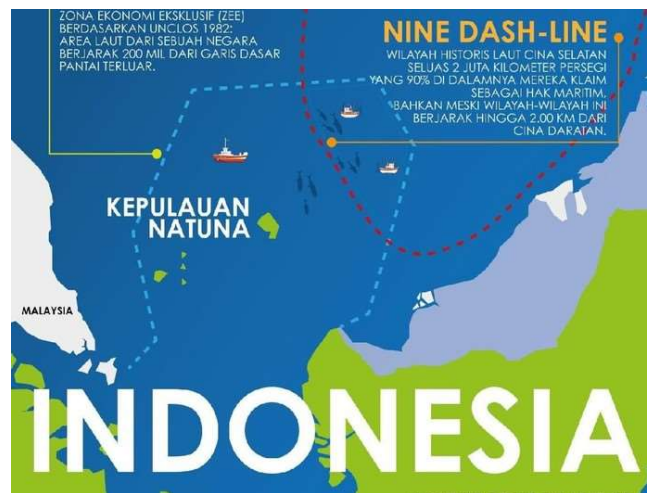 ZONA EKONOMI EKSKLUSIF (ZEE)
BERDASARKAN UNCLOS 1982:
AREA LAUT DARI SEBUAH NEGARA
BERJARAK 200 MIL DARI GARIS DASAR
PANTAI TERLUAR.
NINE DASH-LINE
WILAYAH HISTORIS LAUT CINA SELATAN
SELUAS 2 JUTA KILOMETER PERSEGI
YANG 90% DI DALAMNYA MEREKA KLAIM
SEBAGAI HAK MARITIM.
BAHKAN MESKI WILAYAH-WILAYAH INI
BERJARAK HINGGA 2.00 KM DARI
CINA DARATAN.
KEPULAUAN
NATUNA
MALAYSIA
INDONESIA